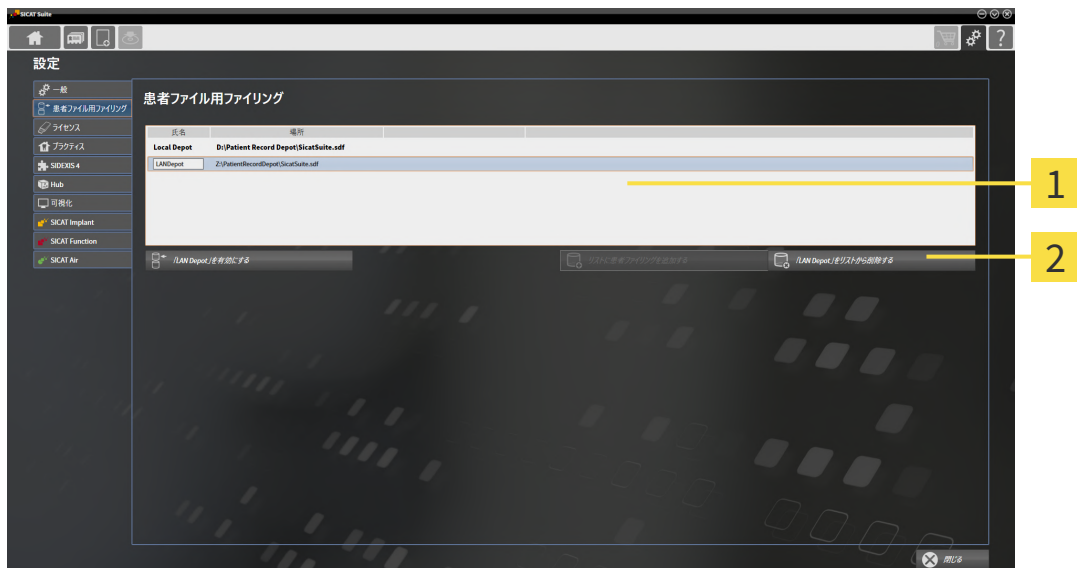 SICAT Suite
?
設定
一般
患者ファイル用ファイリング
ライセンス
プラクティス
SIDEXIS 4
Hub
可視化
SICAT Implant
SICAT Function
SICAT Air
患者ファイル用ファイリング
氏名 場所
Local Depot D:\Patient Record Depot\SicatSuite.sdf
LANDepot Z:\PatientRecordDepot\SicatSuite.sdf
「LAN Depot」を有効にする リストに患者ファイリングを追加する 「LAN Depot」をリストから削除する
閉じる
1
2